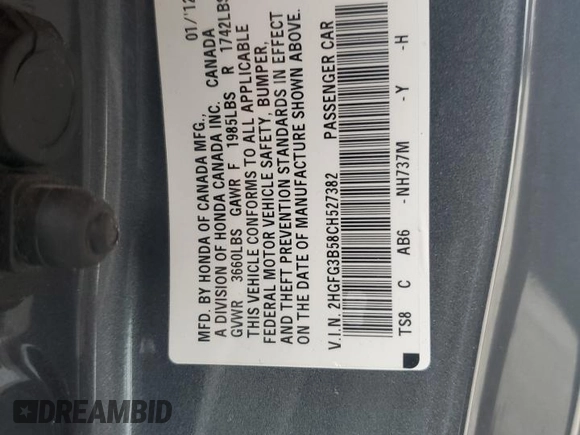 MFD. BY HONDA OF CANADA MFG., 01/'12
A DIVISION OF HONDA CANADA INC. CANADA
GVWR 3660LBS GAWR F 1985LBS R 1742LBS
THIS VEHICLE CONFORMS TO ALL APPLICABLE
FEDERAL MOTOR VEHICLE SAFETY, BUMPER,
AND THEFT PREVENTION STANDARDS IN EFFECT
ON THE DATE OF MANUFACTURE SHOWN ABOVE.
V.I.N. 2HGFG3B58CH527382 PASSENGER CAR
TS8 C AB6 -NH737M -Y -H
DREAMBID